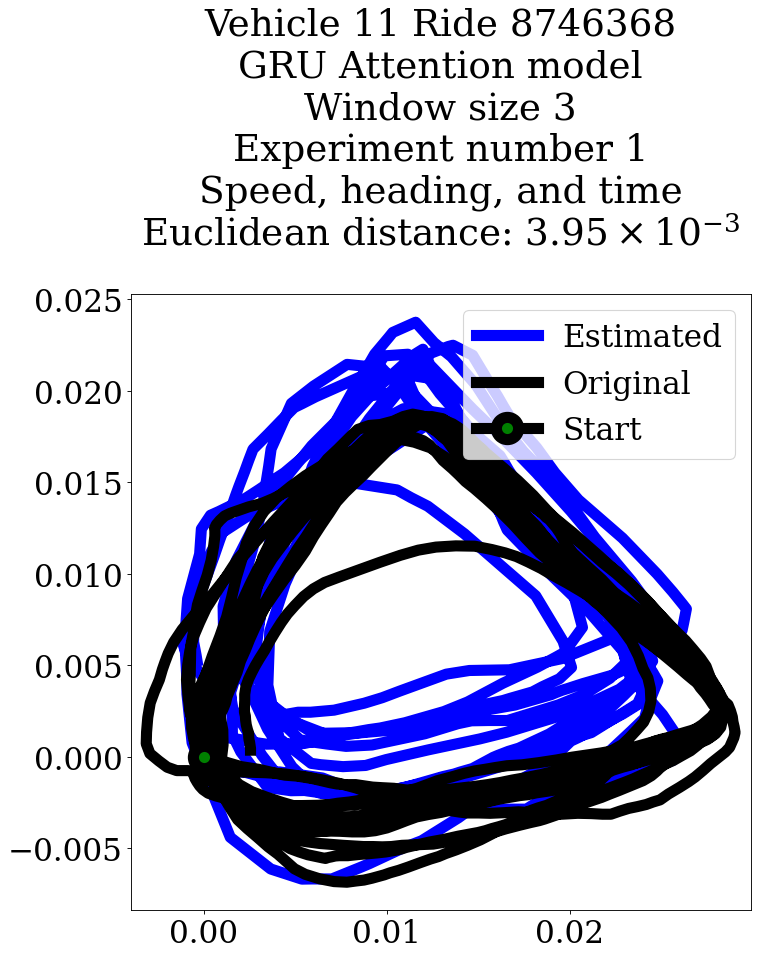 Vehicle 11 Ride 8746368
GRU Attention model
Window size 3
Experiment number 1
Speed, heading, and time
Euclidean distance: 3.95 × 10⁻³
0.025
0.020
0.015
0.010
0.005
0.000
−0.005
Estimated
Original
Start
0.00
0.01
0.02